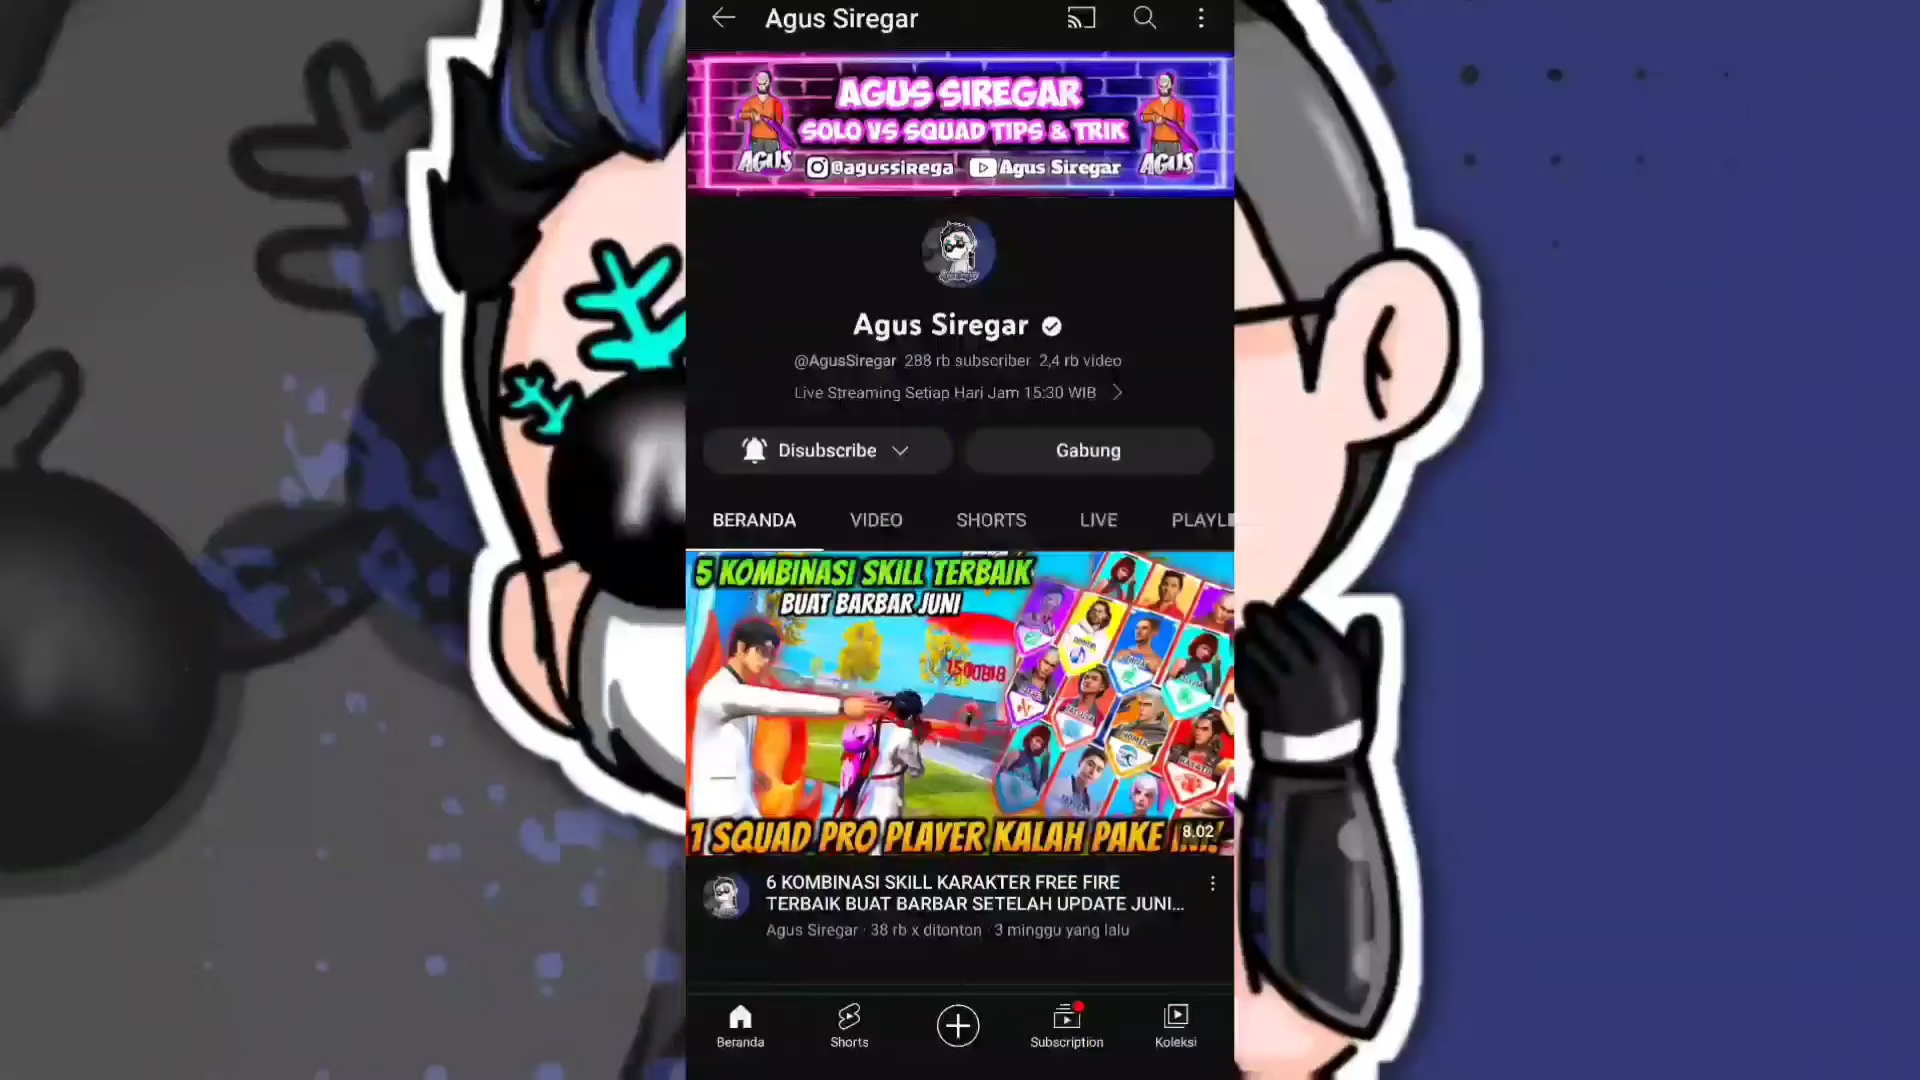 Agus Siregar
AGUS SIREGAR
SOLO VS SQUAD TIPS & TRIK
AGUS
@agussirega
Agus Siregar
AGUS
Agus Siregar
@AgusSiregar 288 rb subscriber 2,4 rb video
Live Streaming Setiap Hari Jam 15:30 WIB
Disubscribe
Gabung
BERANDA VIDEO SHORTS LIVE PLAYLI
5 KOMBINASI SKILL TERBAIK
BUAT BARBAR JUNI
1 SQUAD PRO PLAYER KALAH PAKE
8.02
6 KOMBINASI SKILL KARAKTER FREE FIRE
TERBAIK BUAT BARBAR SETELAH UPDATE JUNI...
Agus Siregar · 38 rb x ditonton · 3 minggu yang lalu
Beranda Shorts Subscription Koleksi